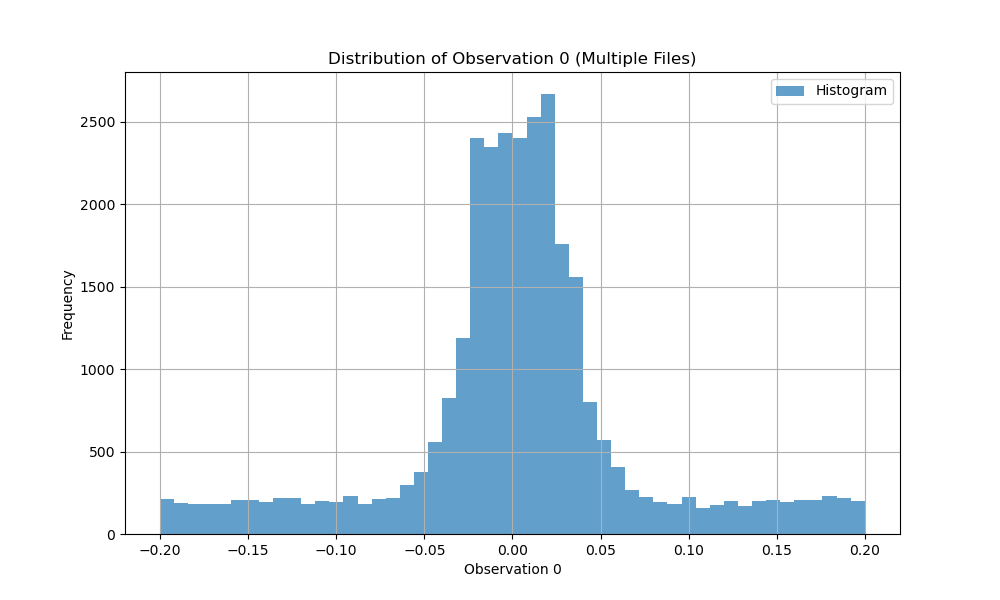 Distribution of Observation 0 (Multiple Files)
Histogram
2500
2000
1500
1000
500
0
Frequency
−0.20 −0.15 −0.10 −0.05 0.00 0.05 0.10 0.15 0.20
Observation 0